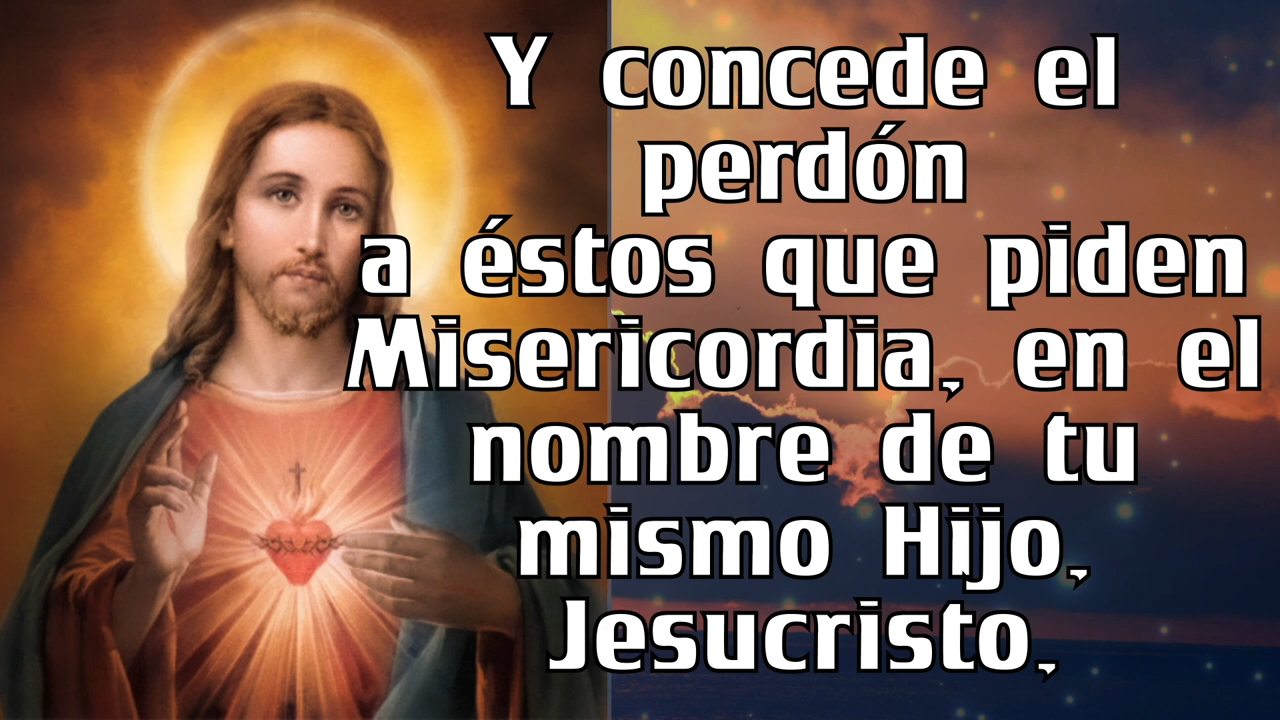 Y concede el
perdón
a éstos que piden
Misericordia, en el
nombre de tu
mismo Hijo,
Jesucristo,